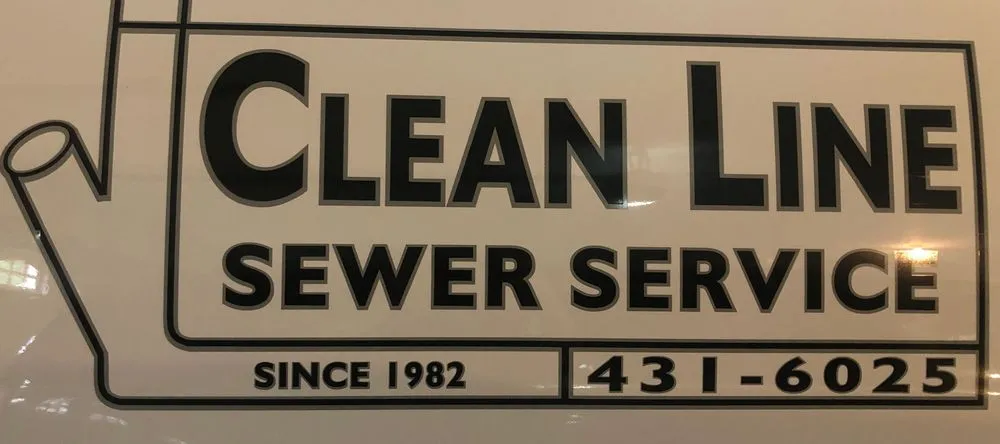 CLEAN LINE
SEWER SERVICE
SINCE 1982
431-6025